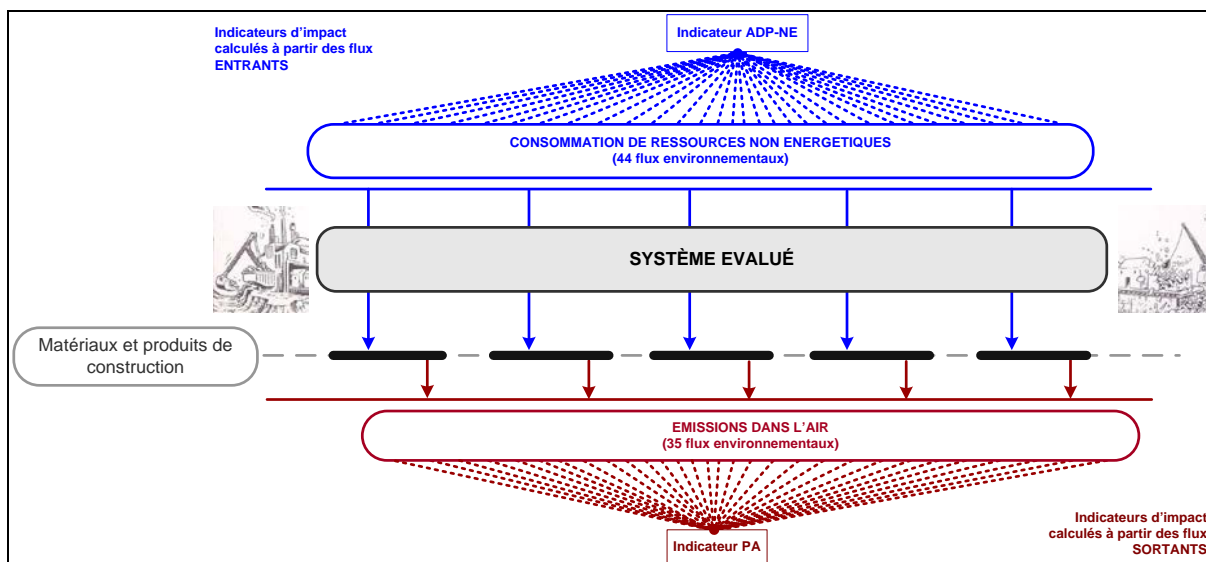 Indicateurs d'impact
calculés à partir des flux
ENTRANTS
Indicateur ADP-NE
CONSOMMATION DE RESSOURCES NON ENERGETIQUES
(44 flux environnementaux)
SYSTÈME EVALUÉ
Matériaux et produits de
construction
EMISSIONS DANS L'AIR
(35 flux environnementaux)
Indicateur PA
Indicateurs d'impact
calculés à partir des flux
SORTANTS